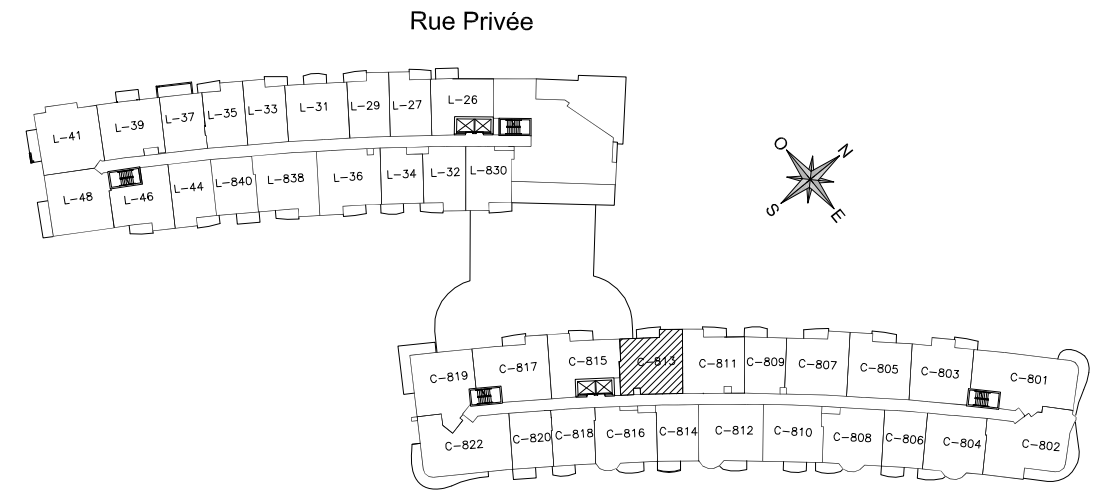 Rue Privée
L-41
L-39
L-37
L-35
L-33
L-31
L-29
L-27
L-26
L-48
L-46
L-44
L-840
L-838
L-36
L-34
L-32
L-830
O
N
S
E
C-819
C-817
C-815
C-813
C-811
C-809
C-807
C-805
C-803
C-801
C-822
C-820
C-818
C-816
C-814
C-812
C-810
C-808
C-806
C-804
C-802